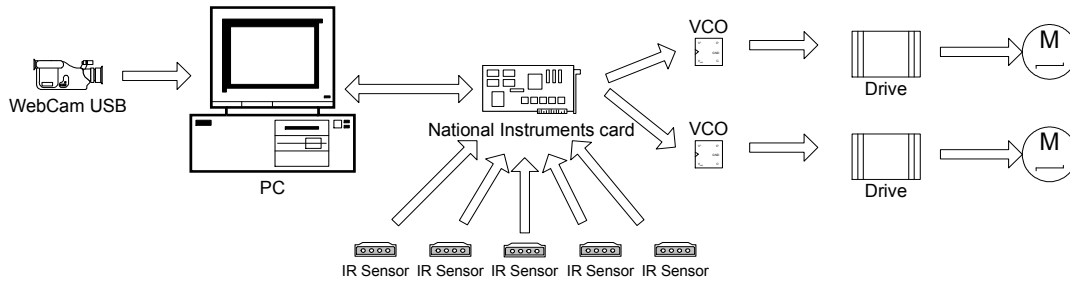 VCO
M
WebCam USB
Drive
National Instruments card
VCO
M
PC
Drive
IR Sensor IR Sensor IR Sensor IR Sensor IR Sensor